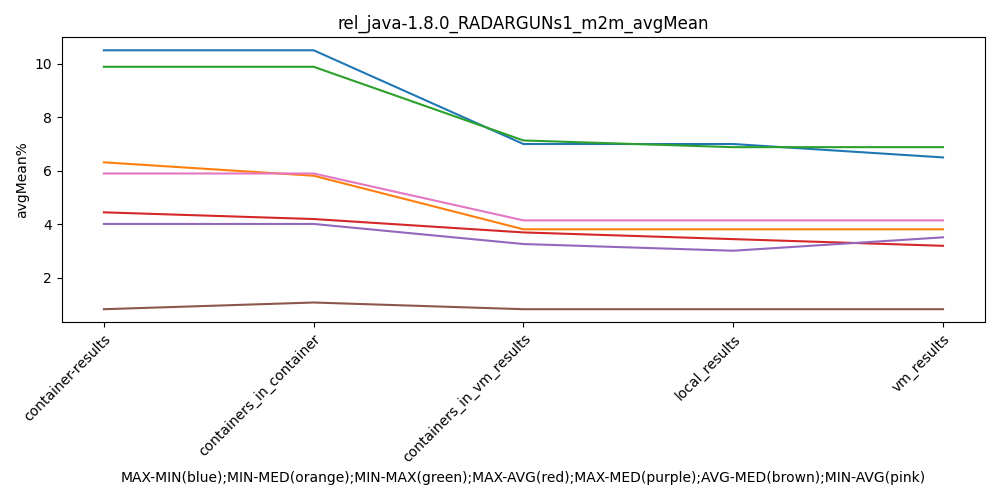 rel_java-1.8.0_RADARGUNs1_m2m_avgMean
avgMean%
10
8
6
4
2
container-results
containers_in_container
containers_in_vm_results
local_results
vm_results
MAX-MIN(blue);MIN-MED(orange);MIN-MAX(green);MAX-AVG(red);MAX-MED(purple);AVG-MED(brown);MIN-AVG(pink)